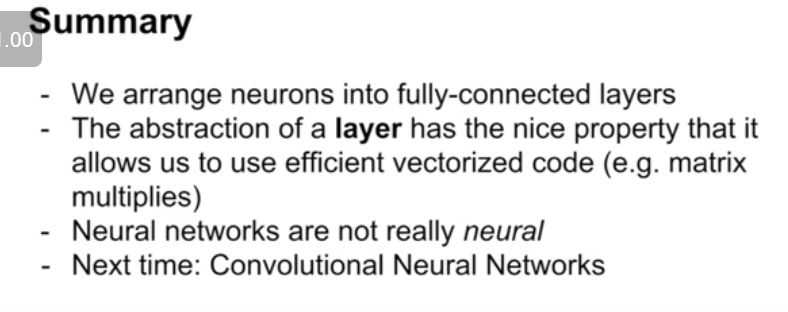 Summary
.00
- We arrange neurons into fully-connected layers
- The abstraction of a layer has the nice property that it
allows us to use efficient vectorized code (e.g. matrix
multiplies)
- Neural networks are not really neural
- Next time: Convolutional Neural Networks